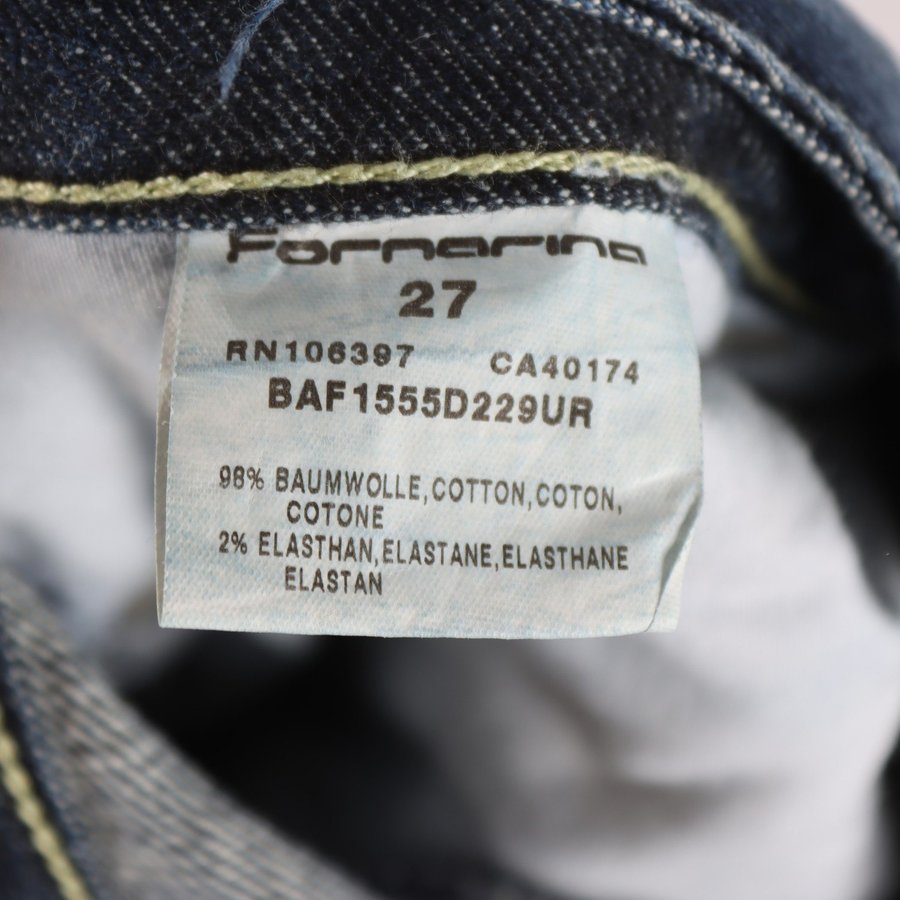 Fornarina
27
RN106397 CA40174
BAF1555D229UR
98% BAUMWOLLE,COTTON,COTON,
COTONE
2% ELASTHAN,ELASTANE,ELASTHANE
ELASTAN